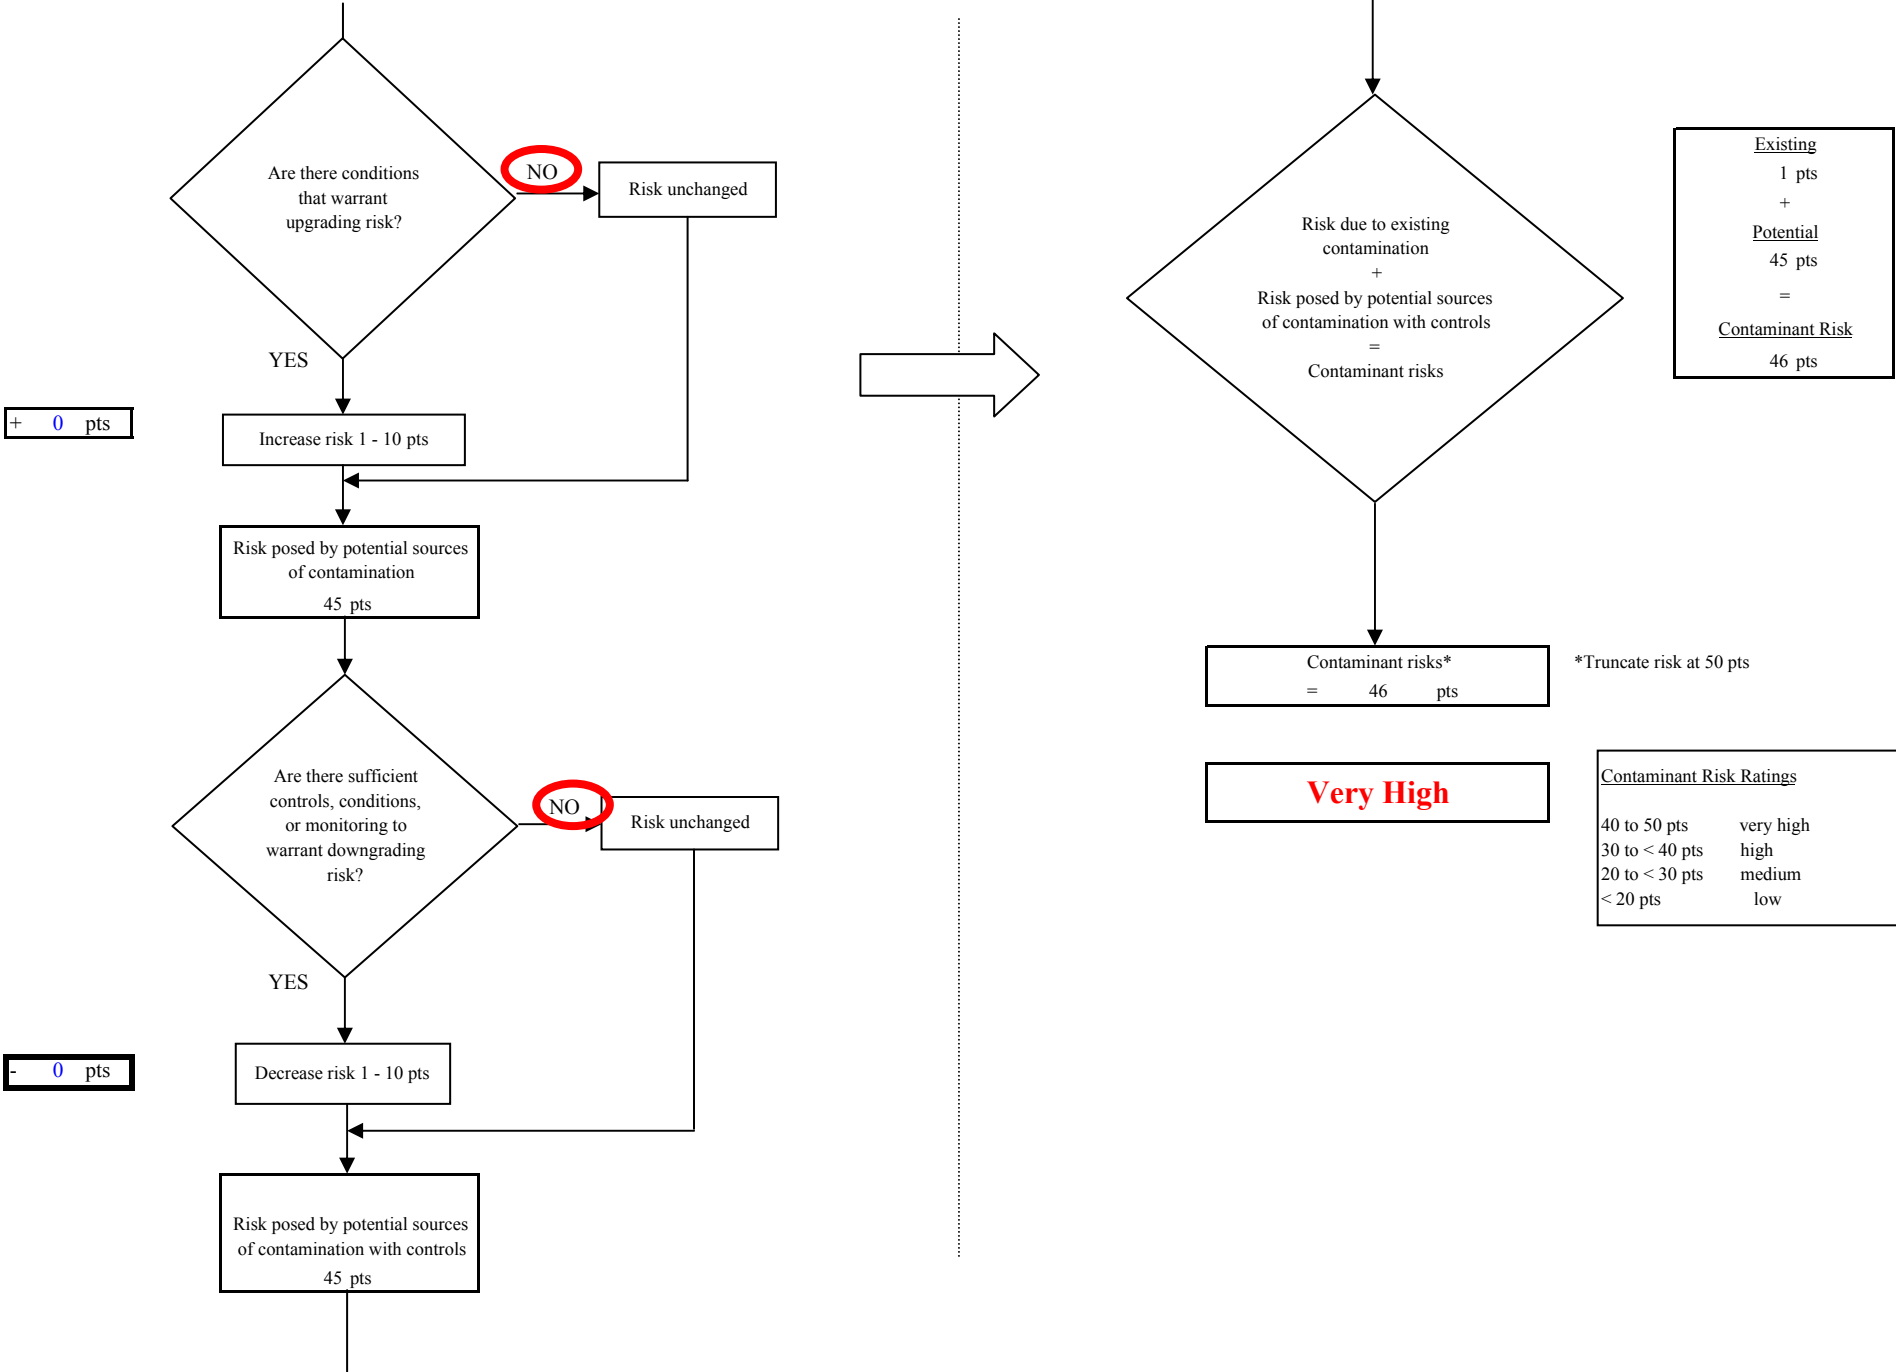 Are there conditions
that warrant
upgrading risk?
NO
Risk unchanged
YES
+ 0 pts
Increase risk 1 - 10 pts
Risk posed by potential sources
of contamination
45 pts
Are there sufficient
controls, conditions,
or monitoring to
warrant downgrading
risk?
NO
Risk unchanged
YES
- 0 pts
Decrease risk 1 - 10 pts
Risk posed by potential sources
of contamination with controls
45 pts
Risk due to existing
contamination
+
Risk posed by potential sources
of contamination with controls
=
Contaminant risks
Existing
1 pts
+
Potential
45 pts
=
Contaminant Risk
46 pts
Contaminant risks*
= 46 pts
*Truncate risk at 50 pts
Very High
Contaminant Risk Ratings
40 to 50 pts very high
30 to < 40 pts high
20 to < 30 pts medium
< 20 pts low